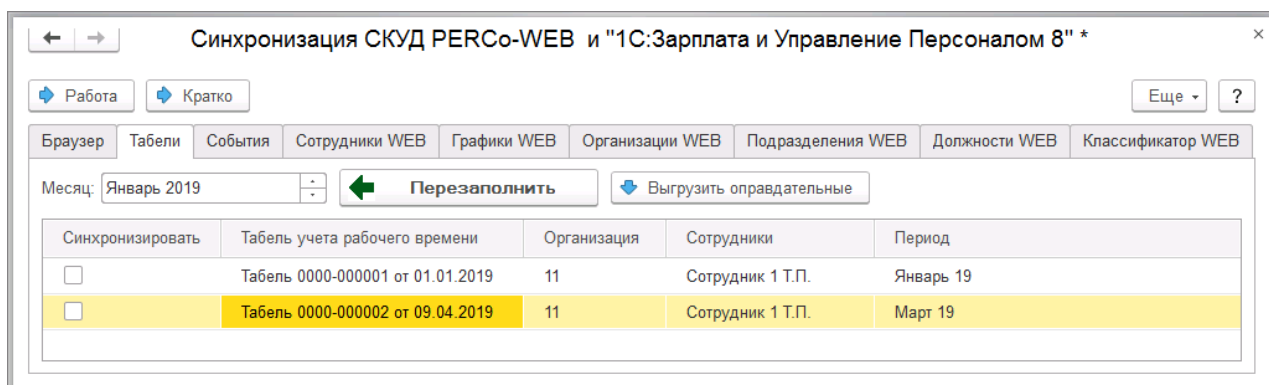 Синхронизация СКУД PERCo-WEB и "1С:Зарплата и Управление Персоналом 8" *
Работа Кратко Еще ?
Браузер Табели События Сотрудники WEB Графики WEB Организации WEB Подразделения WEB Должности WEB Классификатор WEB
Месяц: Январь 2019 Перезаполнить Выгрузить оправдательные
Синхронизировать Табель учета рабочего времени Организация Сотрудники Период
Табель 0000-000001 от 01.01.2019 11 Сотрудник 1 Т.П. Январь 19
Табель 0000-000002 от 09.04.2019 11 Сотрудник 1 Т.П. Март 19